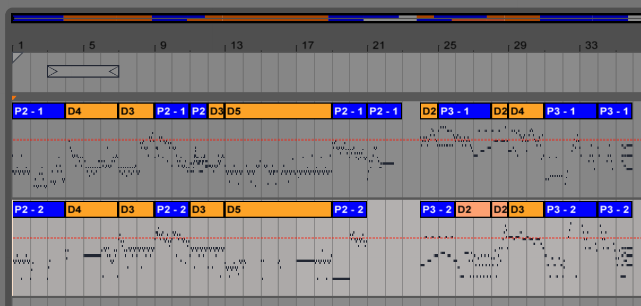 1 5 9 13 17 21 25 29 33
P2 - 1 D4 D3 P2 - 1 P2 D3 D5 P2 - 1 P2 - 1 D2 P3 - 1 D2 D4 P3 - 1 P3 - 1
P2 - 2 D4 D3 P2 - 2 D3 D5 P2 - 2 P3 - 2 D2 D2 D3 P3 - 2 P3 - 2